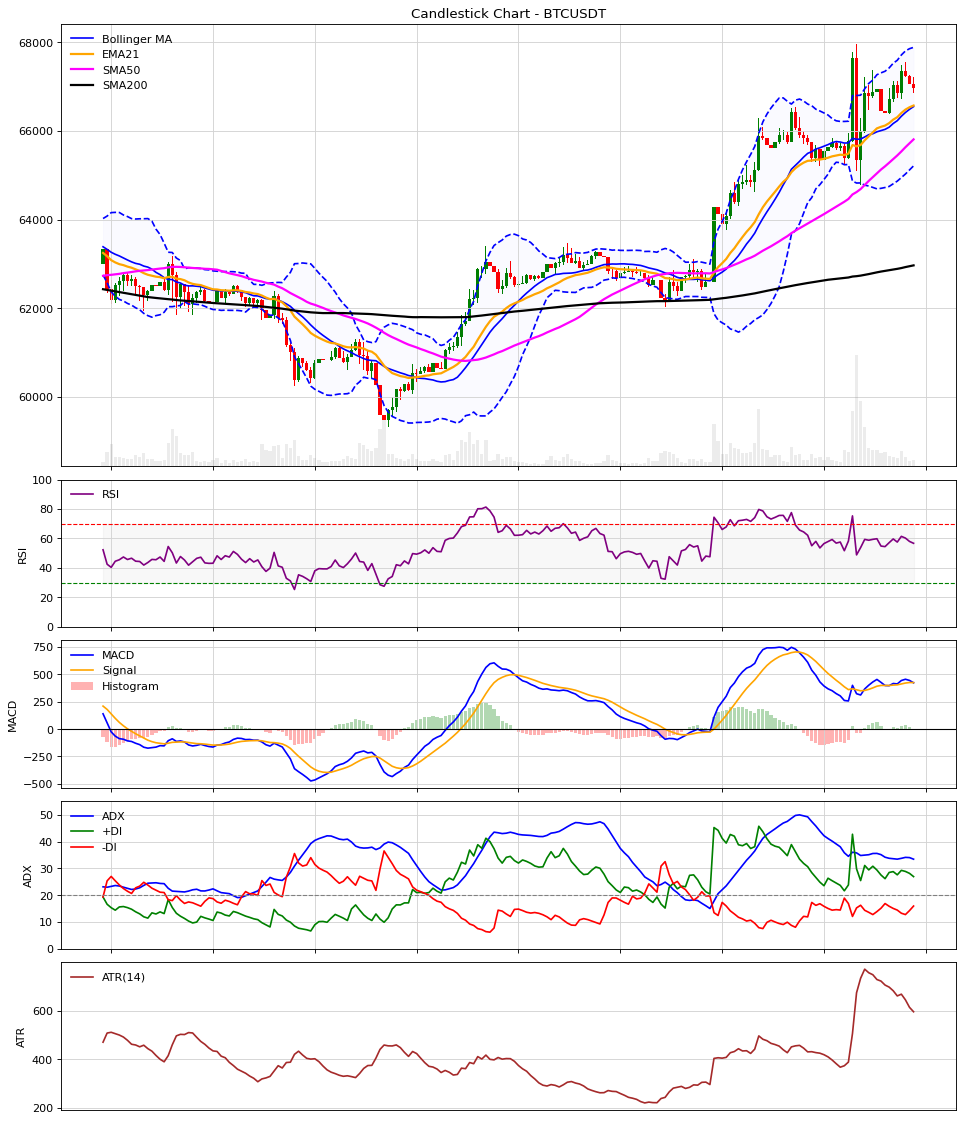 Candlestick Chart - BTCUSDT
Bollinger MA
EMA21
SMA50
SMA200
68000
66000
64000
62000
60000
RSI
RSI
100
80
60
40
20
0
MACD
Signal
Histogram
MACD
750
500
250
0
−250
−500
ADX
+DI
-DI
ADX
50
40
30
20
10
0
ATR(14)
ATR
600
400
200